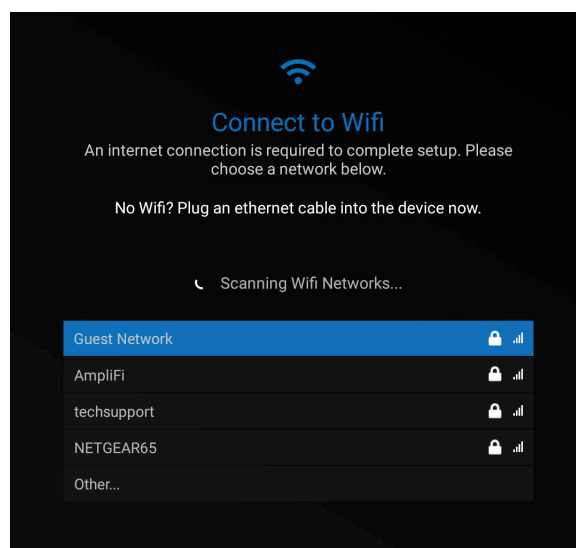 Connect to Wifi
An internet connection is required to complete setup. Please
choose a network below.
No Wifi? Plug an ethernet cable into the device now.
Scanning Wifi Networks...
Guest Network
AmpliFi
techsupport
NETGEAR65
Other...